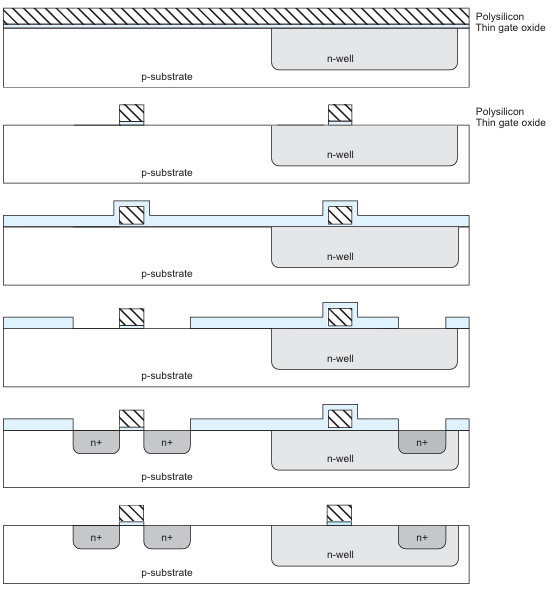 Polysilicon
Thin gate oxide
n-well
p-substrate
Polysilicon
Thin gate oxide
n-well
p-substrate
n-well
p-substrate
n-well
p-substrate
n+ n+ n+
n-well
p-substrate
n+ n+ n+
n-well
p-substrate